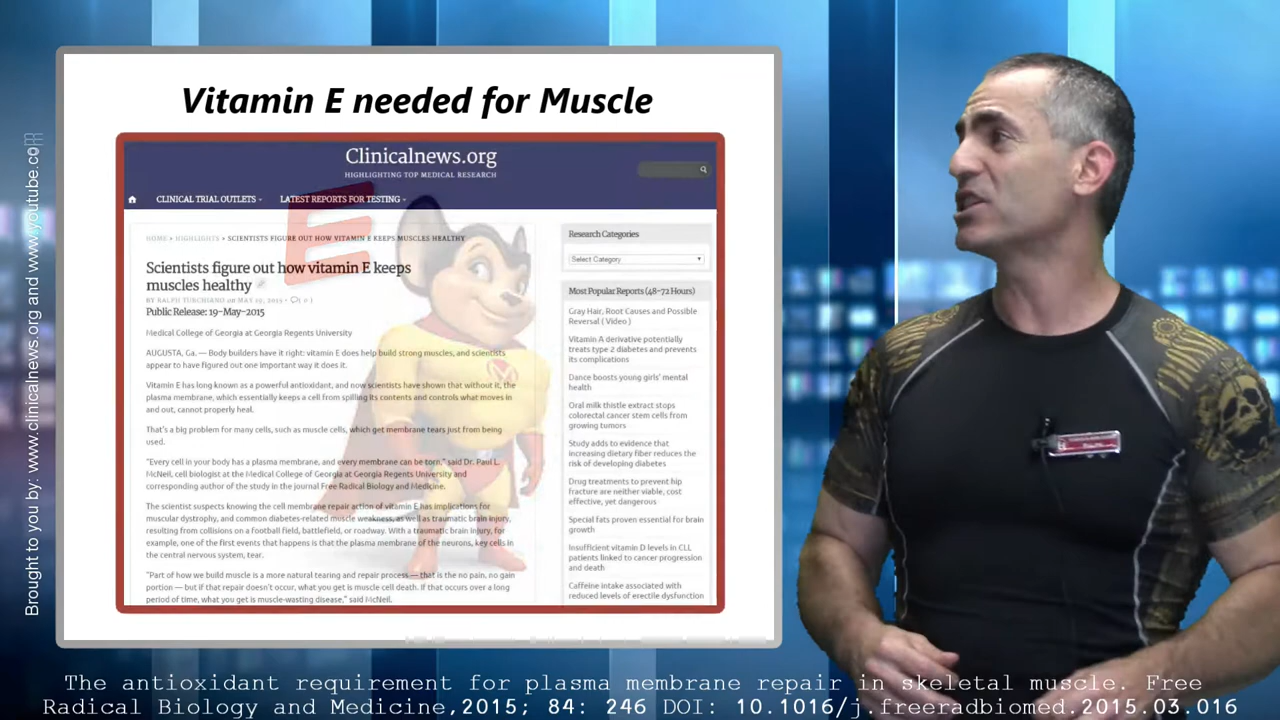 Vitamin E needed for Muscle
Clinicalnews.org
HIGHLIGHTING TOP MEDICAL RESEARCH
CLINICAL TRIAL OUTLETS
LATEST REPORTS FOR TESTING
HOME » HIGHLIGHTS » SCIENTISTS FIGURE OUT HOW VITAMIN E KEEPS MUSCLES HEALTHY
E
Scientists figure out how vitamin E keeps
muscles healthy
BY RALPH TURCHIANO on MAY 19, 2015 •
Public Release: 19-May-2015
Medical College of Georgia at Georgia Regents University
AUGUSTA, Ga. — Body builders have it right: vitamin E does help build strong muscles, and scientists
appear to have figured out one important way it does it.
Vitamin E has long known as a powerful antioxidant, and now scientists have shown that without it, the
plasma membrane, which essentially keeps a cell from spilling its contents and controls what moves in
and out, cannot properly heal.
That's a big problem for many cells, such as muscle cells, which get membrane tears just from being
used.
"Every cell in your body has a plasma membrane, and every membrane can be torn," said Dr. Paul L.
McNeil, cell biologist at the Medical College of Georgia at Georgia Regents University and
corresponding author of the study in the journal Free Radical Biology and Medicine.
The scientist suspects knowing the cell membrane repair action of vitamin E has implications for
muscular dystrophy, and common diabetes-related muscle weakness, as well as traumatic brain injury,
resulting from collisions on a football field, battlefield, or roadway. With a traumatic brain injury, for
example, one of the first events that happens is that the plasma membrane of the neurons, key cells in
the central nervous system, tear.
"Part of how we build muscle is a more natural tearing and repair process — that is the no pain, no gain
portion — but if that repair doesn't occur, what you get is muscle cell death. If that occurs over a long
period of time, what you get is muscle-wasting disease," said McNeil.
Research Categories
Select Category
Most Popular Reports (48-72 Hours)
Gray Hair, Root Causes and Possible
Reversal ( Video )
Vitamin A derivative potentially
treats type 2 diabetes and prevents
its complications
Dance boosts young girls' mental
health
Oral milk thistle extract stops
colorectal cancer stem cells from
growing tumors
Study adds to evidence that
increasing dietary fiber reduces the
risk of developing diabetes
Drug treatments to prevent hip
fracture are neither viable, cost
effective, yet dangerous
Special fats proven essential for brain
growth
Insufficient vitamin D levels in CLL
patients linked to cancer progression
and death
Caffeine intake associated with
reduced levels of erectile dysfunction
Brought to you by: www.clinicalnews.org and www.youtube.co
The antioxidant requirement for plasma membrane repair in skeletal muscle. Free
Radical Biology and Medicine,2015; 84: 246 DOI: 10.1016/j.freeradbiomed.2015.03.016